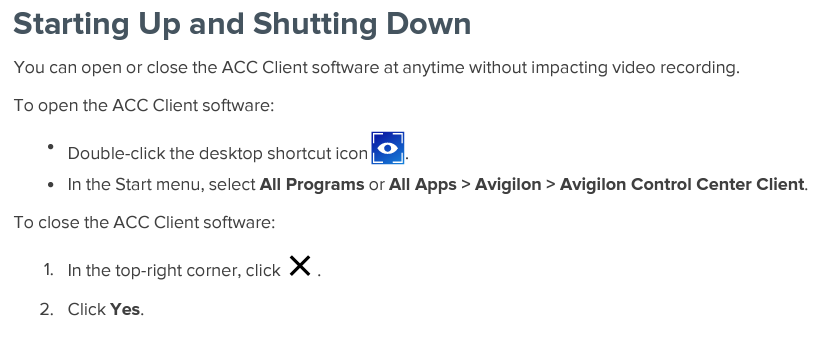 Starting Up and Shutting Down
You can open or close the ACC Client software at anytime without impacting video recording.
To open the ACC Client software:
• Double-click the desktop shortcut icon .
• In the Start menu, select All Programs or All Apps > Avigilon > Avigilon Control Center Client.
To close the ACC Client software:
1. In the top-right corner, click .
2. Click Yes.